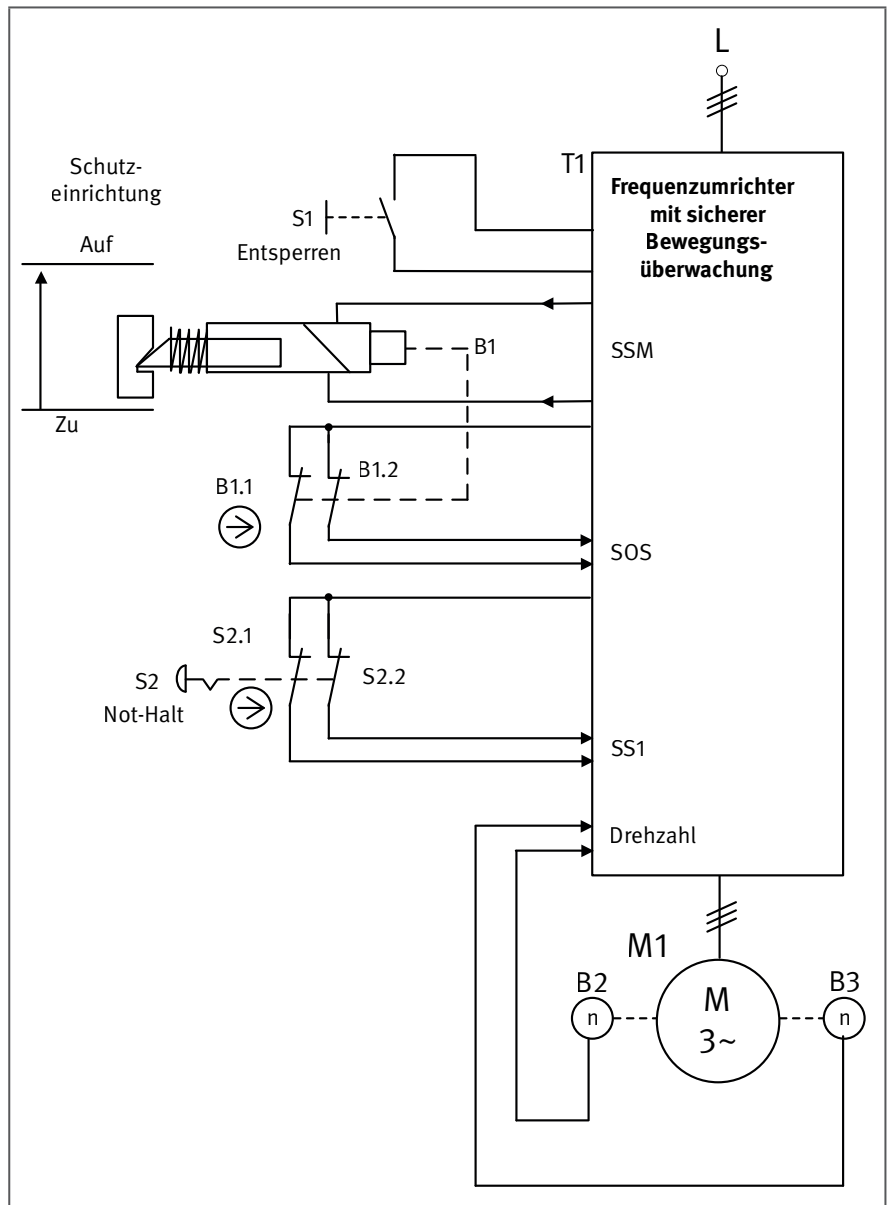 L
T1
Frequenzumrichter
mit sicherer
Bewegungs-
überwachung
Schutz-
einrichtung
Auf
S1
Entsperren
B1
SSM
Zu
B1.1
B1.2
SOS
S2.1
S2
S2.2
Not-Halt
SS1
Drehzahl
M1
B2
B3
n
M
3~
n